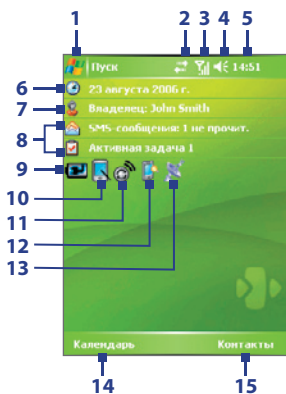 1 2 3 4 5
Пуск 14:51
6 23 августа 2006 г.
7 Владелец: John Smith
8 SMS-сообщения: 1 не прочит.
Активная задача 1
9
10
11
12
13
Календарь Контакты
14 15